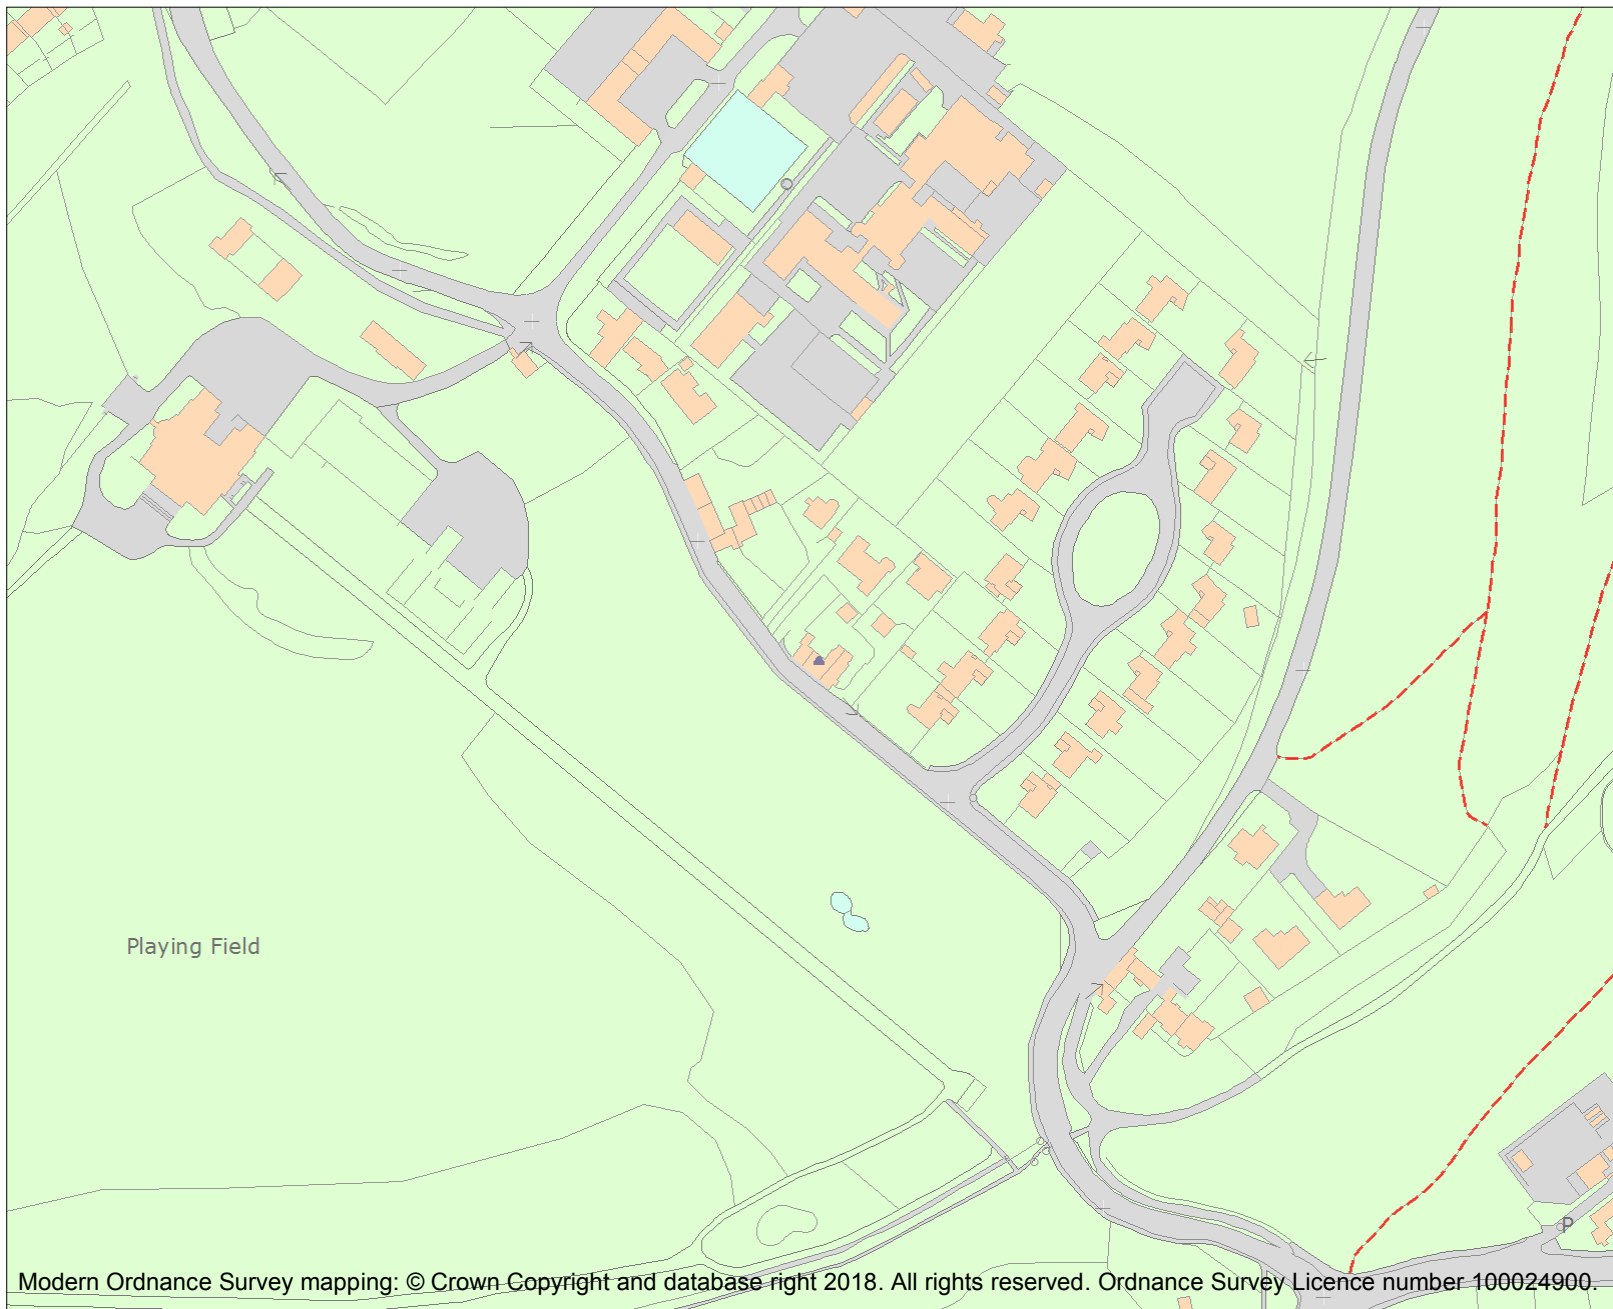 Playing Field
P
Modern Ordnance Survey mapping: © Crown Copyright and database right 2018. All rights reserved. Ordnance Survey Licence number 100024900.